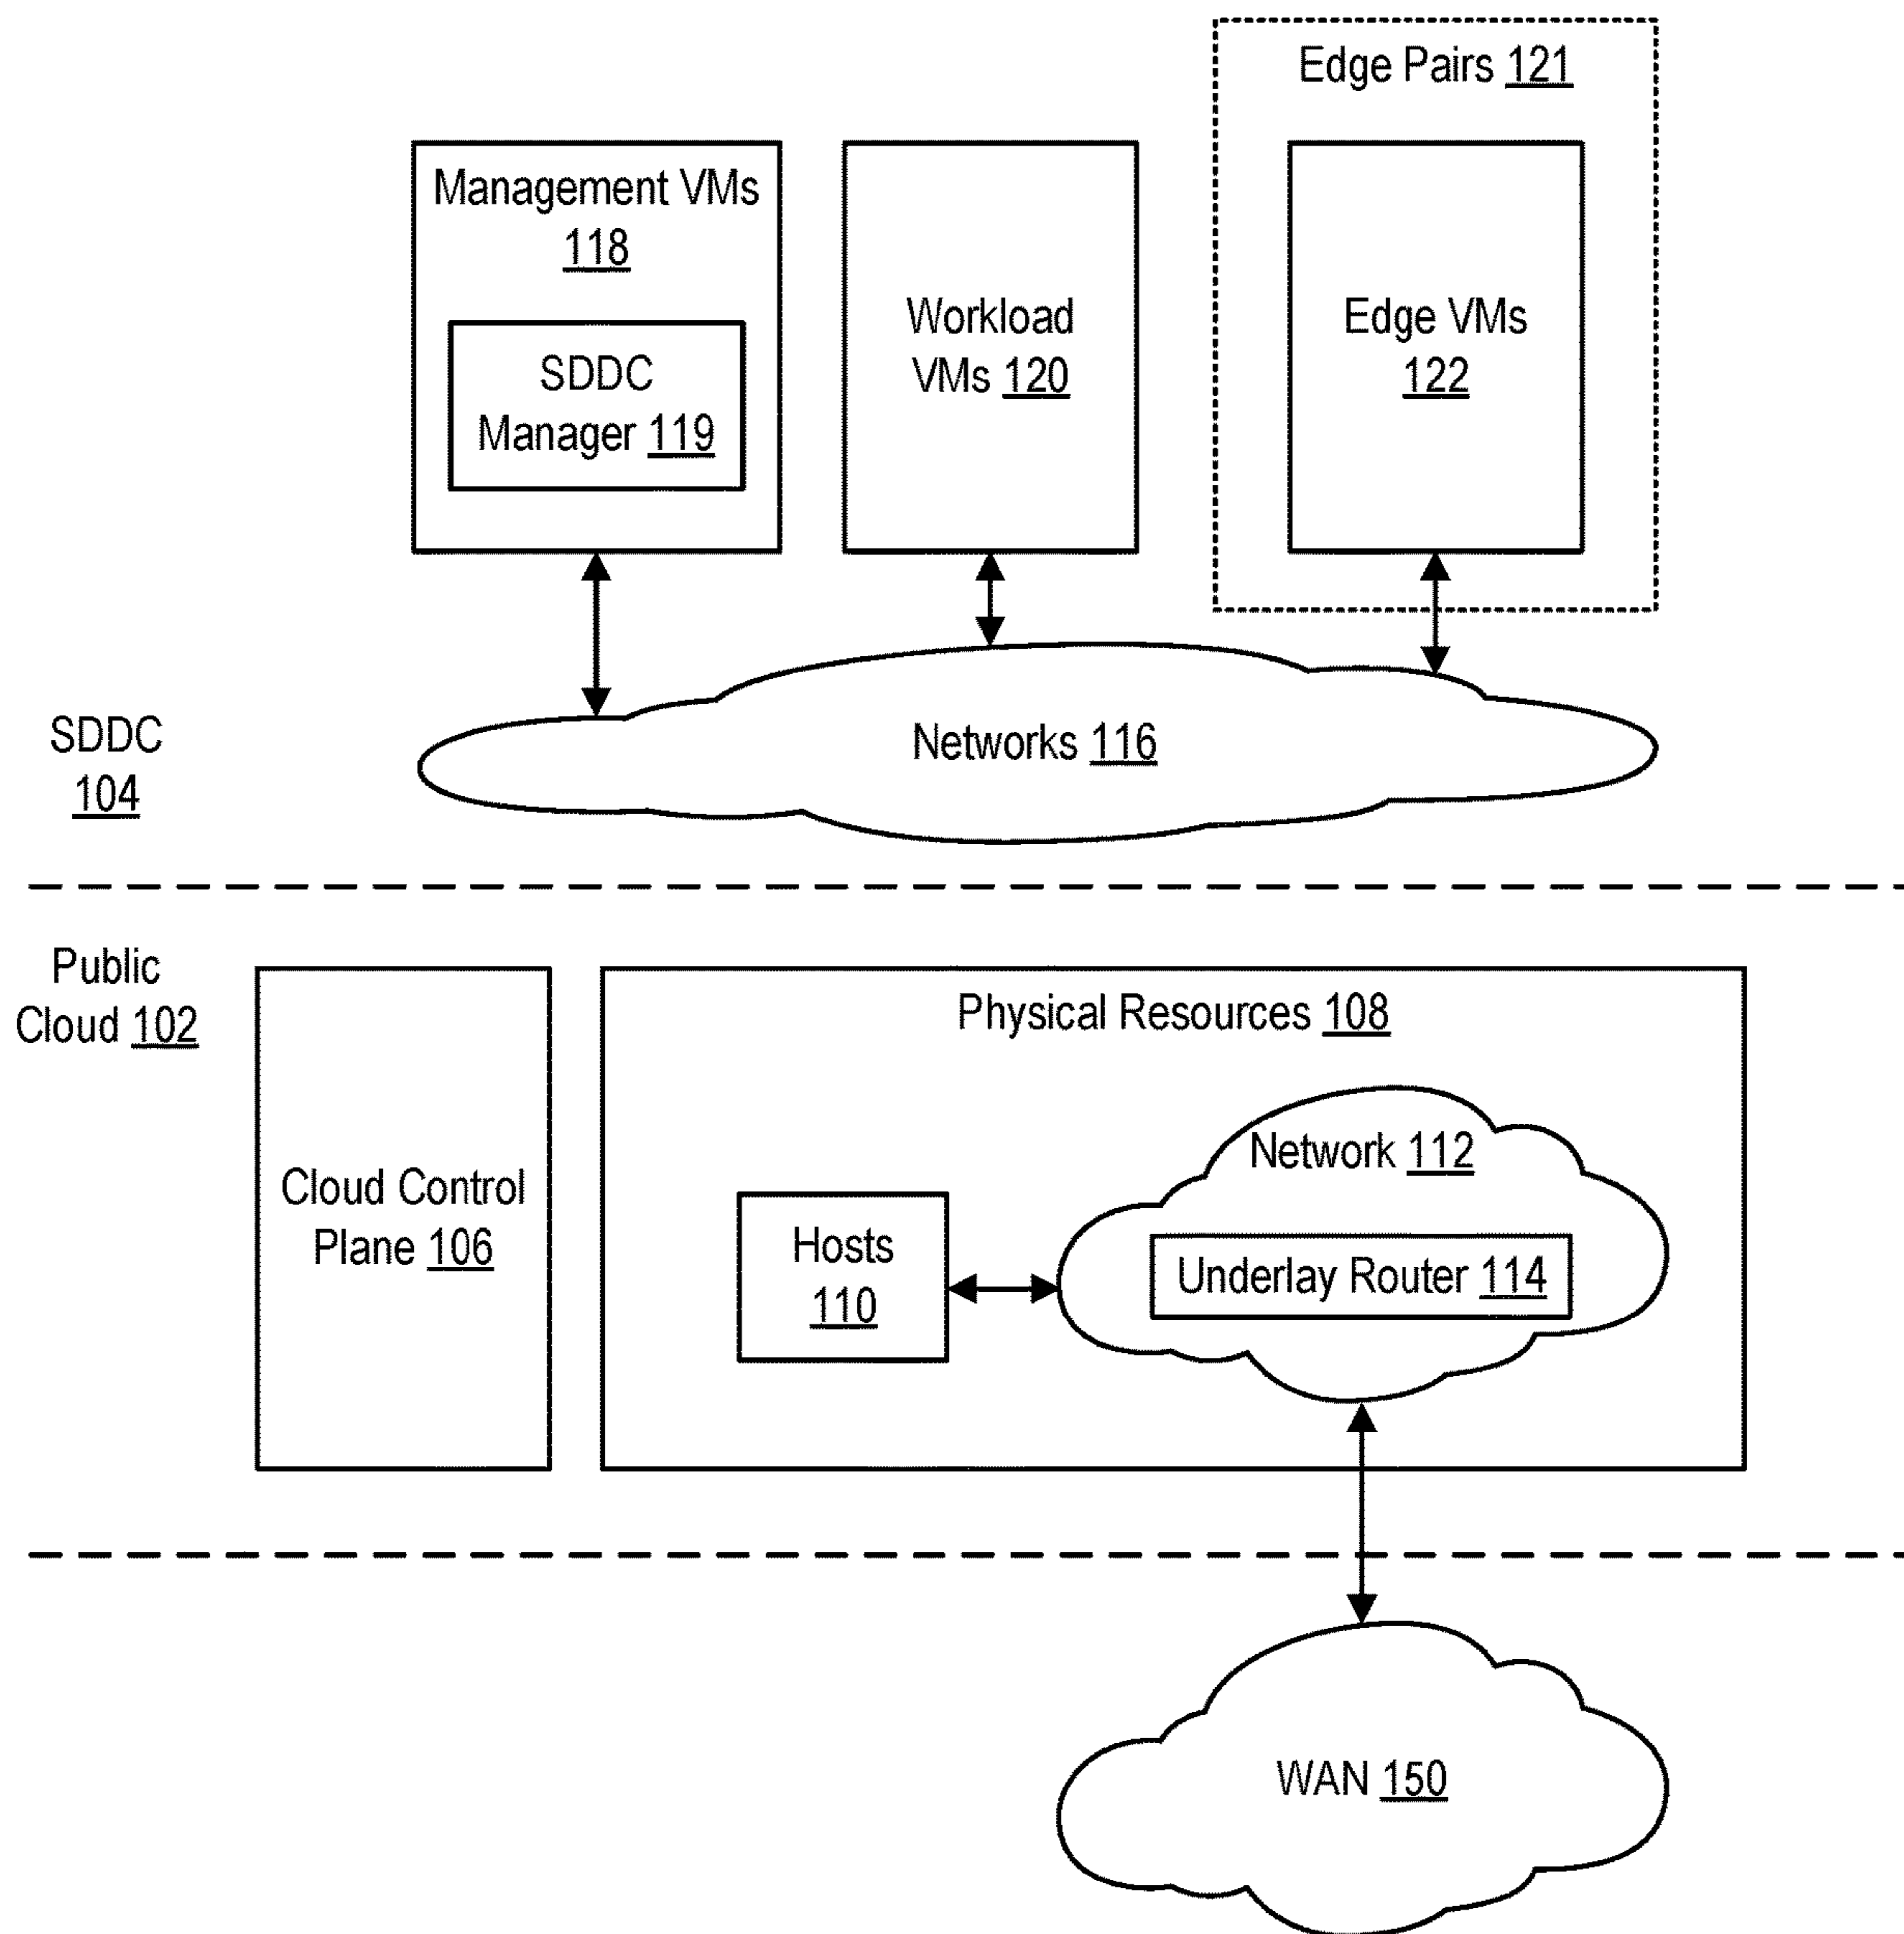 Edge Pairs 121
Management VMs
118
SDDC
Manager 119
Workload
VMs 120
Edge VMs
122
SDDC
104
Networks 116
Public
Cloud 102
Cloud Control
Plane 106
Physical Resources 108
Hosts
110
Network 112
Underlay Router 114
WAN 150